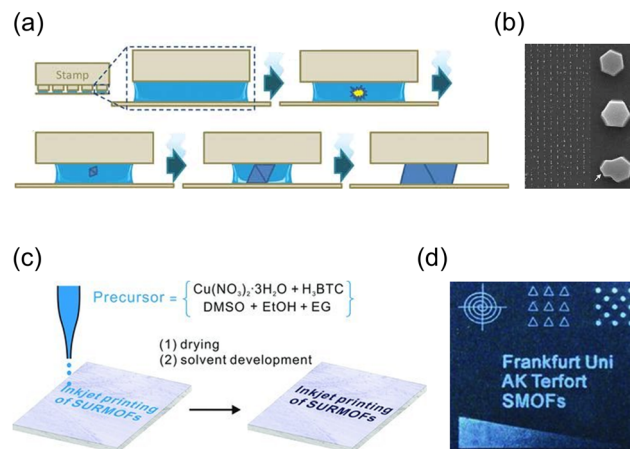 (a)
(b)
Stamp
(c)
(d)
Precursor = { Cu(NO₃)₂·3H₂O + H₃BTC
DMSO + EtOH + EG }
(1) drying
(2) solvent development
Inkjet printing
of SURMOFs
Inkjet printing
of SURMOFs
Frankfurt Uni
AK Terfort
SMOFs